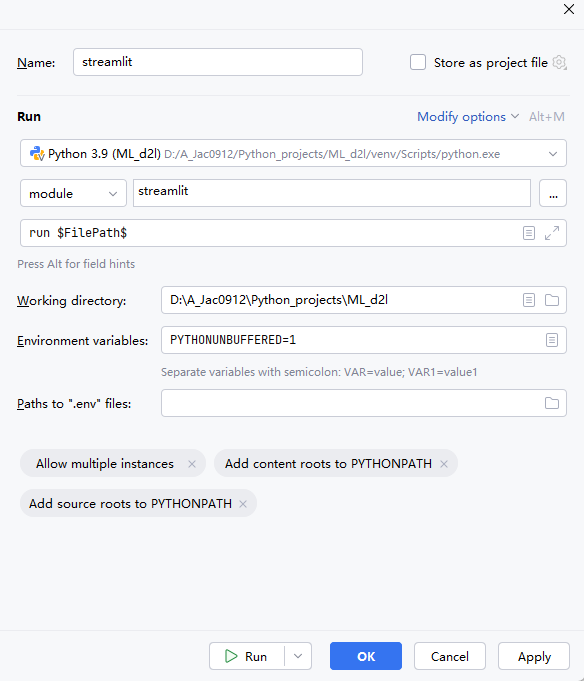 Name: streamlit Store as project file
Run Modify options Alt+M
Python 3.9 (ML_d2l) D:/A_Jac0912/Python_projects/ML_d2l/venv/Scripts/python.exe
module streamlit ...
run $FilePath$
Press Alt for field hints
Working directory: D:\A_Jac0912\Python_projects\ML_d2l
Environment variables: PYTHONUNBUFFERED=1
Separate variables with semicolon: VAR=value; VAR1=value1
Paths to ".env" files:
Allow multiple instances × Add content roots to PYTHONPATH ×
Add source roots to PYTHONPATH ×
Run OK Cancel Apply